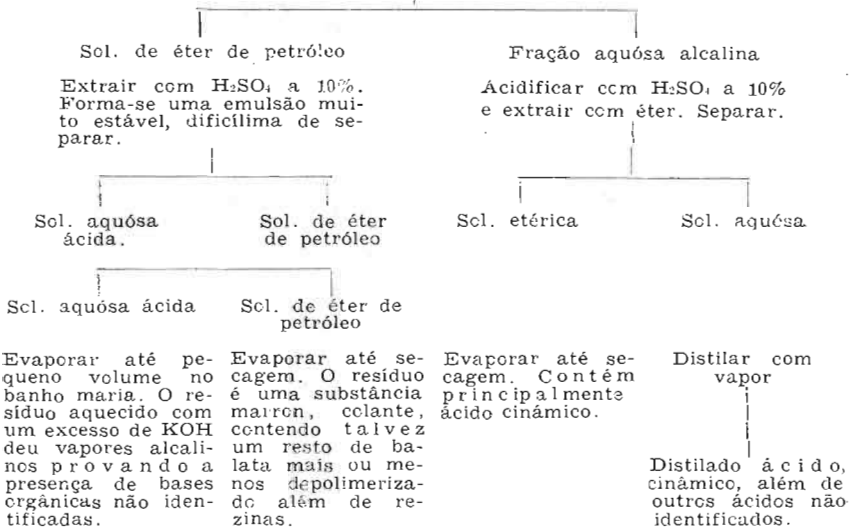 Sol. de éter de petróleo
Extrair com H₂SO₄ a 10%.
Forma-se uma emulsão mui-
to estável, dificílima de se-
parar.
Fração aquósa alcalina
Acidificar com H₂SO₄ a 10%
e extrair com éter. Separar.
Sol. aquósa
ácida.
Sol. de éter
de petróleo
Sol. etérica
Sol. aquósa
Sol. aquósa ácida
Sol. de éter de
petróleo
Evaporar até pe-
queno volume no
banho maria. O re-
síduo aquecido com
um excesso de KOH
deu vapores alcali-
nos provando a
presença de bases
orgânicas não iden-
tificadas.
Evaporar até se-
cagem. O resíduo
é uma substância
marron, colante,
contendo talvez
um resto de ba-
lata mais ou me-
nos depolimeriza-
do além de re-
zinas.
Evaporar até se-
cagem. Contém
principalmente
ácido cinámico.
Distilar com
vapor
Distilado ácido,
cinâmico, além de
outros ácidos não
identificados.